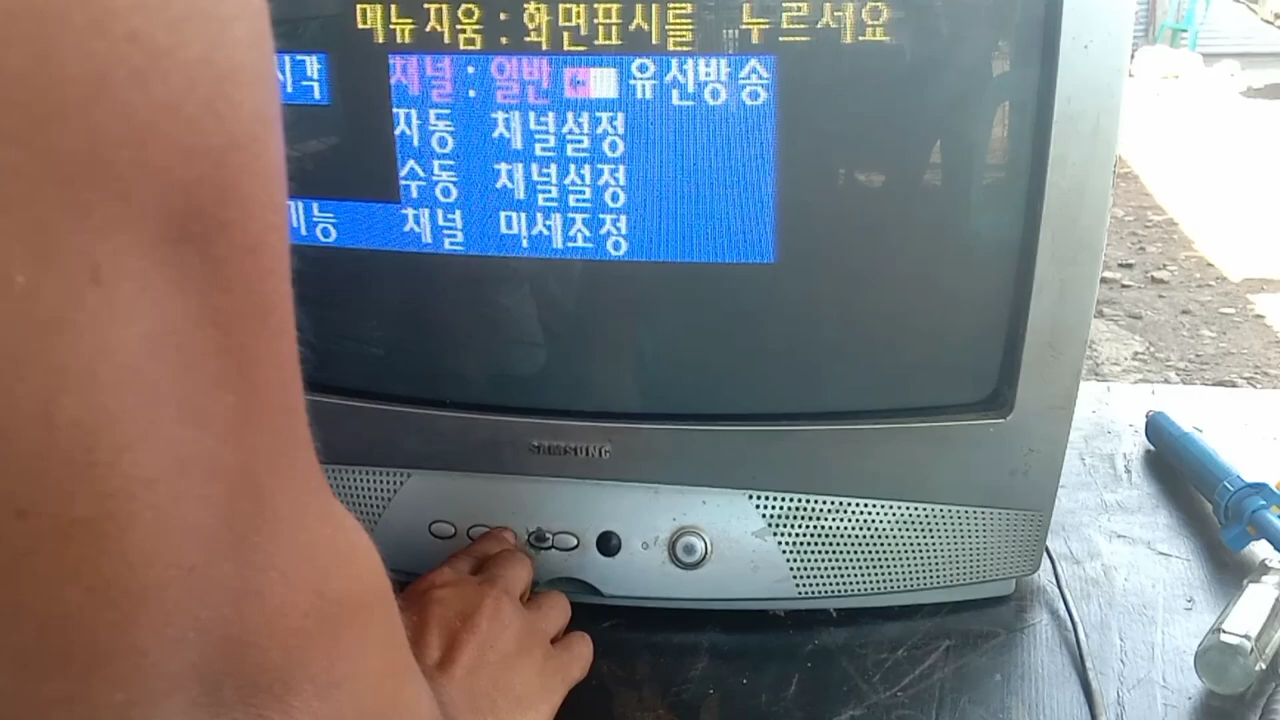 메뉴지움 : 화면표시를 누르세요
시각 채널 : 일반 유선방송
자동 채널설정
수동 채널설정
기능 채널 미세조정
SAMSUNG